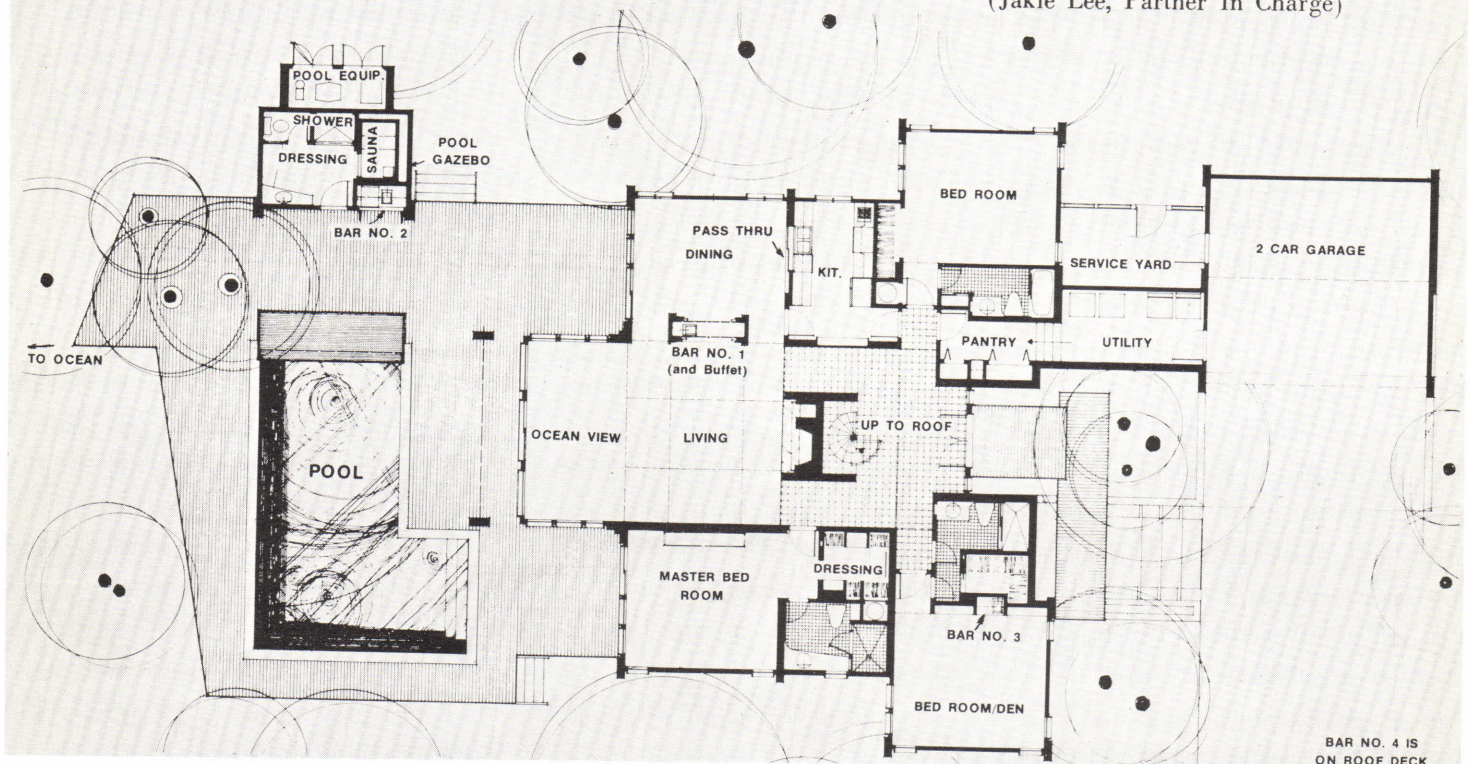 (Jakie Lee, Partner In Charge)
POOL EQUIP.
SHOWER
DRESSING
SAUNA
POOL
GAZEBO
BAR NO. 2
TO OCEAN
POOL
PASS THRU
DINING
KIT.
BED ROOM
SERVICE YARD
2 CAR GARAGE
BAR NO. 1
(and Buffet)
PANTRY
UTILITY
OCEAN VIEW
LIVING
UP TO ROOF
MASTER BED
ROOM
DRESSING
BAR NO. 3
BED ROOM/DEN
BAR NO. 4 IS
ON ROOF DECK